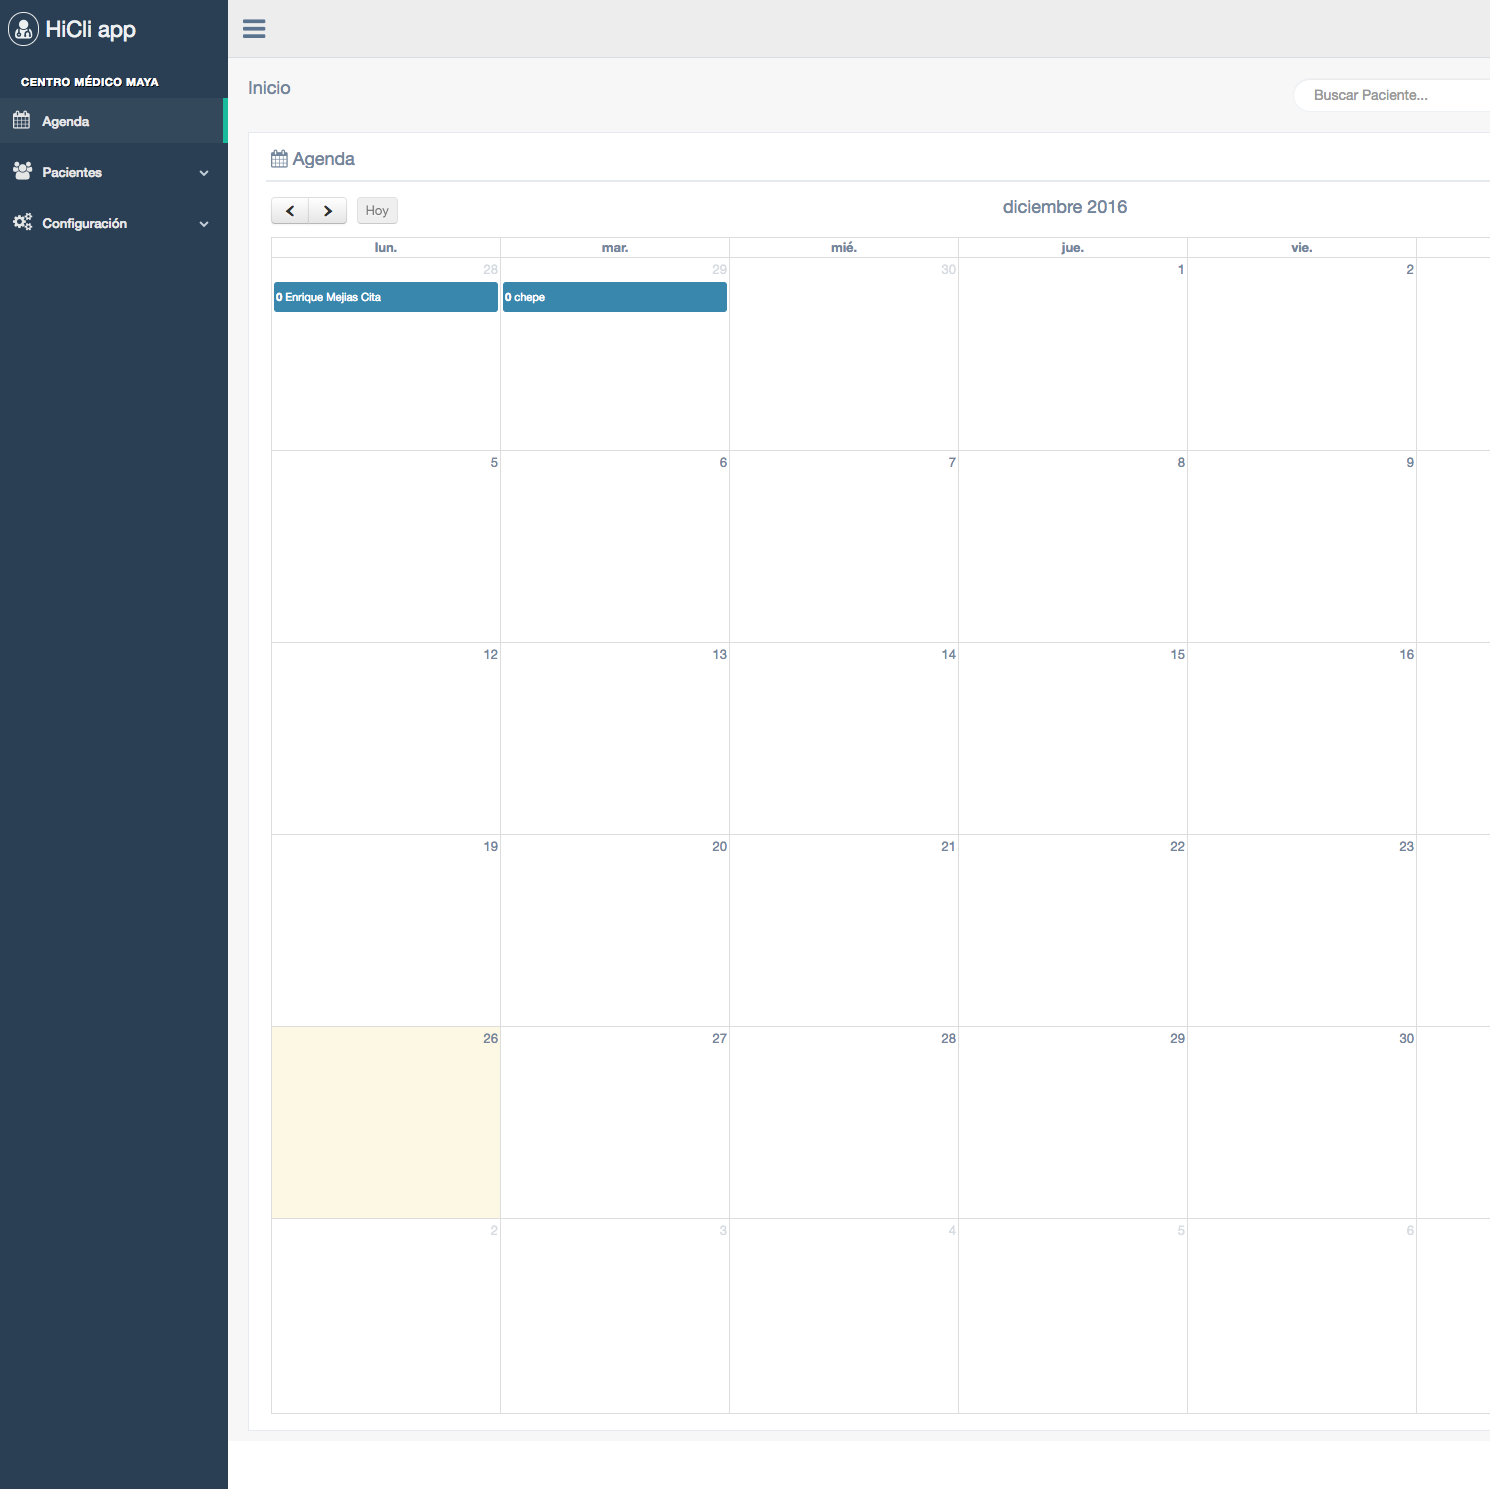 HiCli app
CENTRO MÉDICO MAYA
Agenda
Pacientes
Configuración
Inicio
Buscar Paciente...
Agenda
Hoy
diciembre 2016
lun. mar. mié. jue. vie.
28 29 30 1 2
0 Enrique Mejias Cita 0 chepe
5 6 7 8 9
12 13 14 15 16
19 20 21 22 23
26 27 28 29 30
2 3 4 5 6